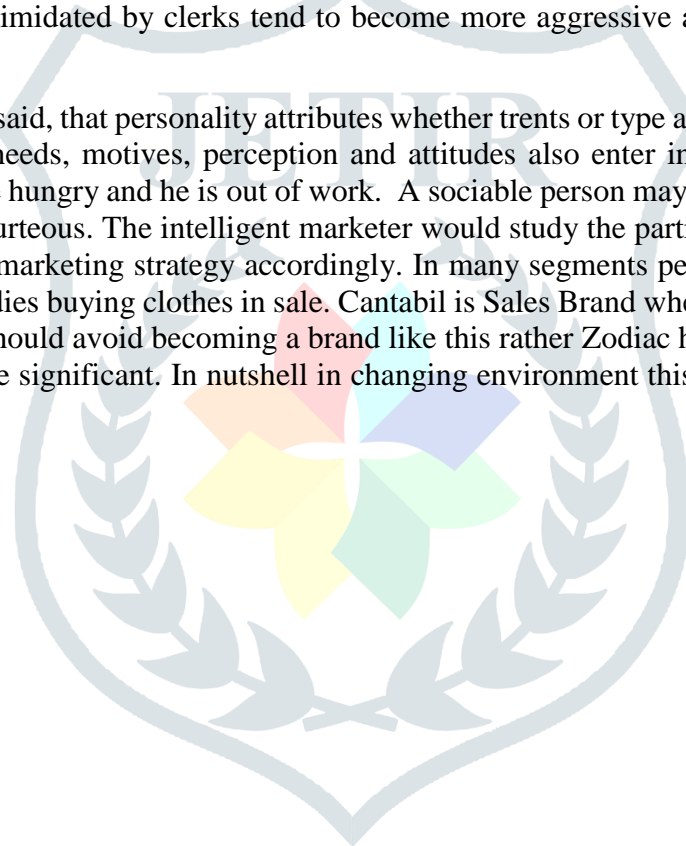 timidated by clerks tend to become more aggressive a
said, that personality attributes whether trents or type a
needs, motives, perception and attitudes also enter in
e hungry and he is out of work. A sociable person may
urteous. The intelligent marketer would study the parti
marketing strategy accordingly. In many segments pe
dies buying clothes in sale. Cantabil is Sales Brand whe
hould avoid becoming a brand like this rather Zodiac h
e significant. In nutshell in changing environment this
JETIR